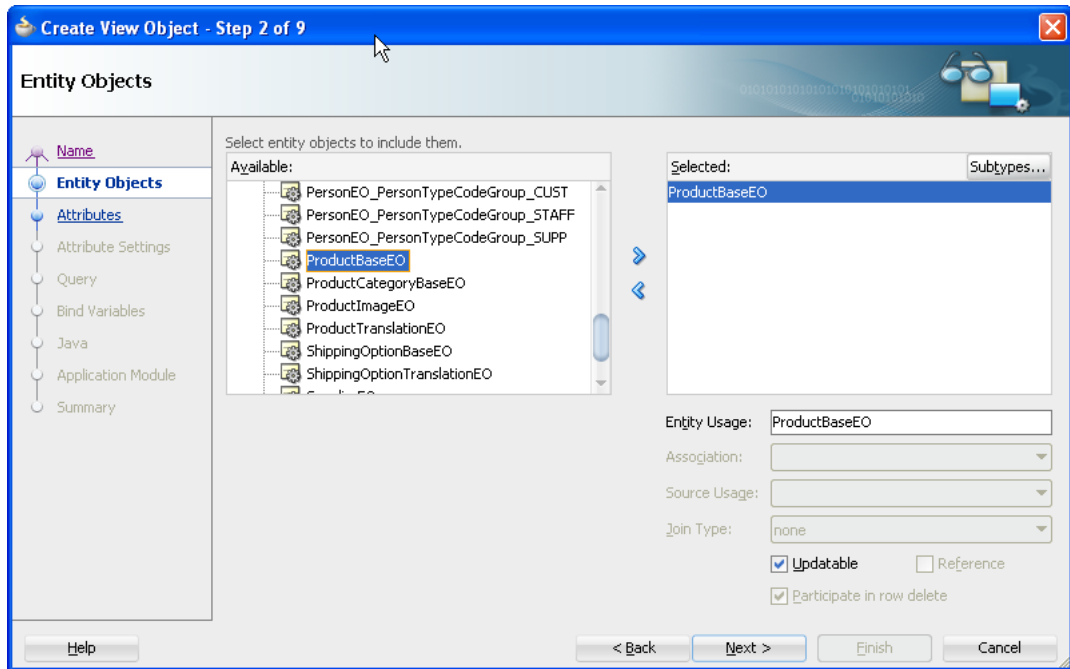 Create View Object - Step 2 of 9
Entity Objects
Name
Entity Objects
Attributes
Attribute Settings
Query
Bind Variables
Java
Application Module
Summary
Select entity objects to include them.
Available:
PersonEO_PersonTypeCodeGroup_CUST
PersonEO_PersonTypeCodeGroup_STAFF
PersonEO_PersonTypeCodeGroup_SUPP
ProductBaseEO
ProductCategoryBaseEO
ProductImageEO
ProductTranslationEO
ShippingOptionBaseEO
ShippingOptionTranslationEO
Selected:
Subtypes...
ProductBaseEO
Entity Usage: ProductBaseEO
Association:
Source Usage:
Join Type: none
Updatable Reference
Participate in row delete
Help < Back Next > Finish Cancel